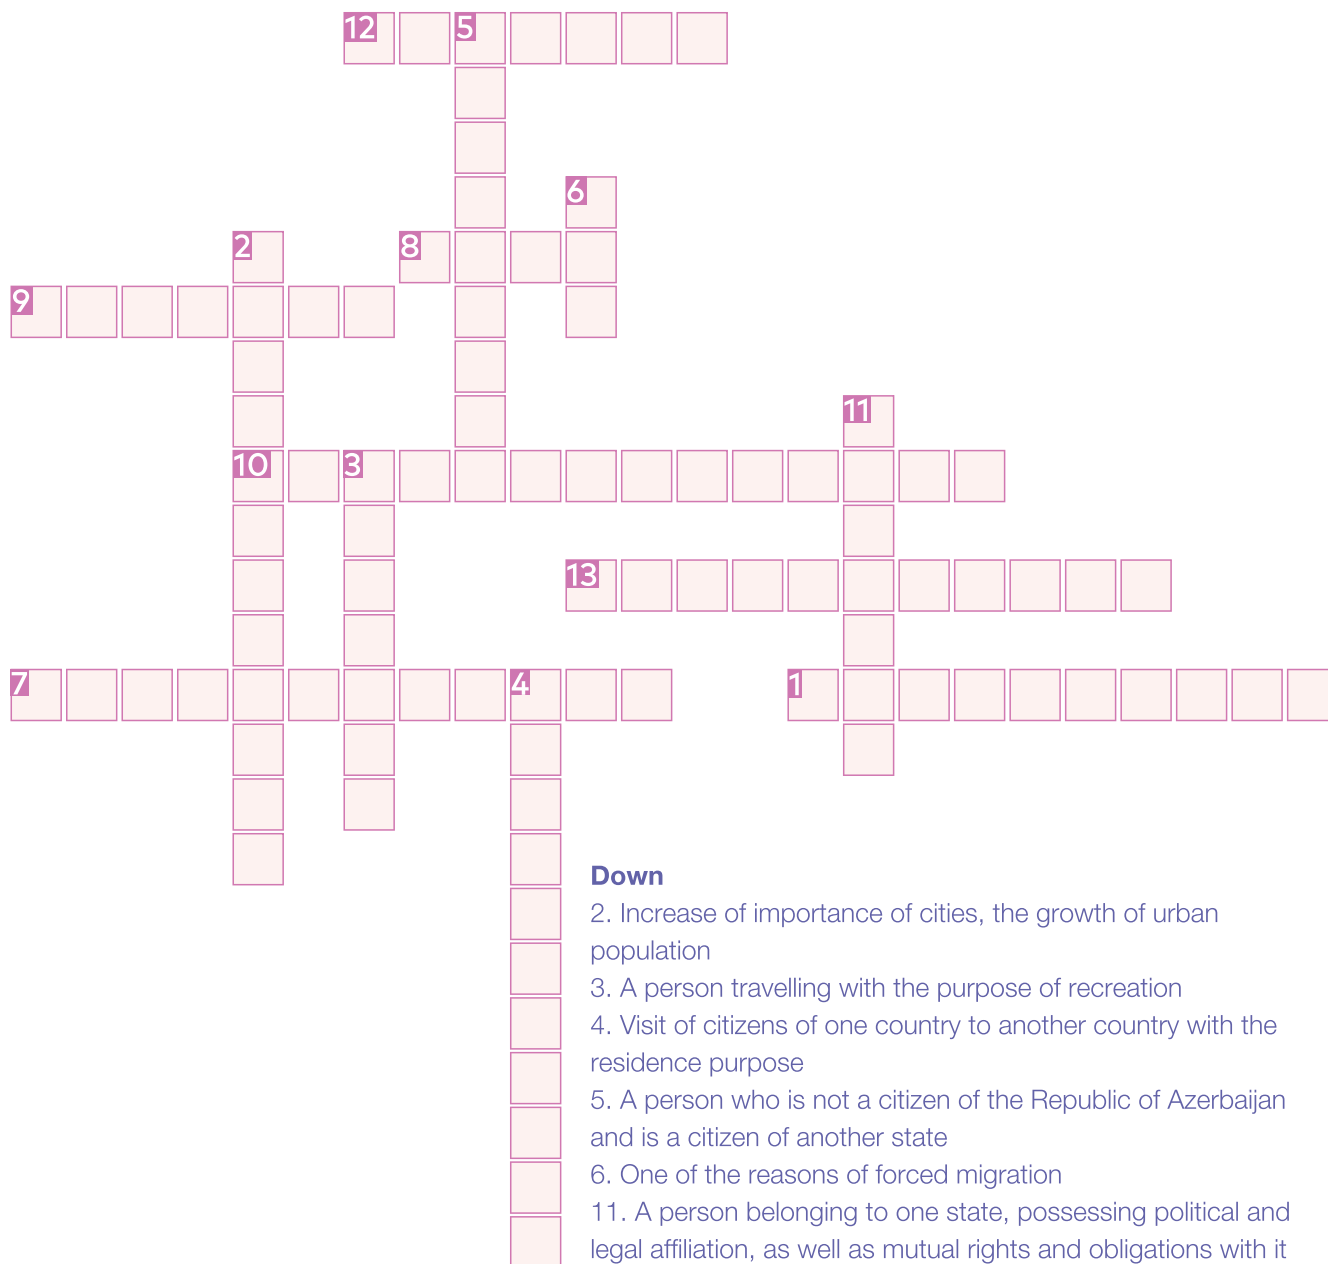 12 5
6
2 8
9
11
10 3
13
7 4 1
Down
2. Increase of importance of cities, the growth of urban
population
3. A person travelling with the purpose of recreation
4. Visit of citizens of one country to another country with the
residence purpose
5. A person who is not a citizen of the Republic of Azerbaijan
and is a citizen of another state
6. One of the reasons of forced migration
11. A person belonging to one state, possessing political and
legal affiliation, as well as mutual rights and obligations with it